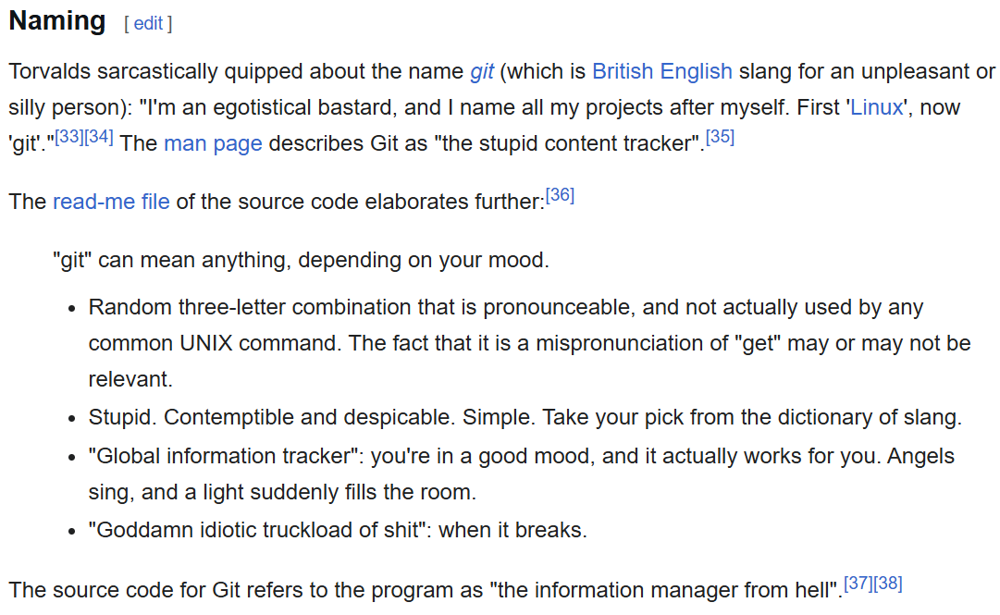 Naming [ edit ]
Torvalds sarcastically quipped about the name git (which is British English slang for an unpleasant or
silly person): "I'm an egotistical bastard, and I name all my projects after myself. First 'Linux', now
'git'."[33][34] The man page describes Git as "the stupid content tracker".[35]
The read-me file of the source code elaborates further:[36]
"git" can mean anything, depending on your mood.
• Random three-letter combination that is pronounceable, and not actually used by any
common UNIX command. The fact that it is a mispronunciation of "get" may or may not be
relevant.
• Stupid. Contemptible and despicable. Simple. Take your pick from the dictionary of slang.
• "Global information tracker": you're in a good mood, and it actually works for you. Angels
sing, and a light suddenly fills the room.
• "Goddamn idiotic truckload of shit": when it breaks.
The source code for Git refers to the program as "the information manager from hell".[37][38]